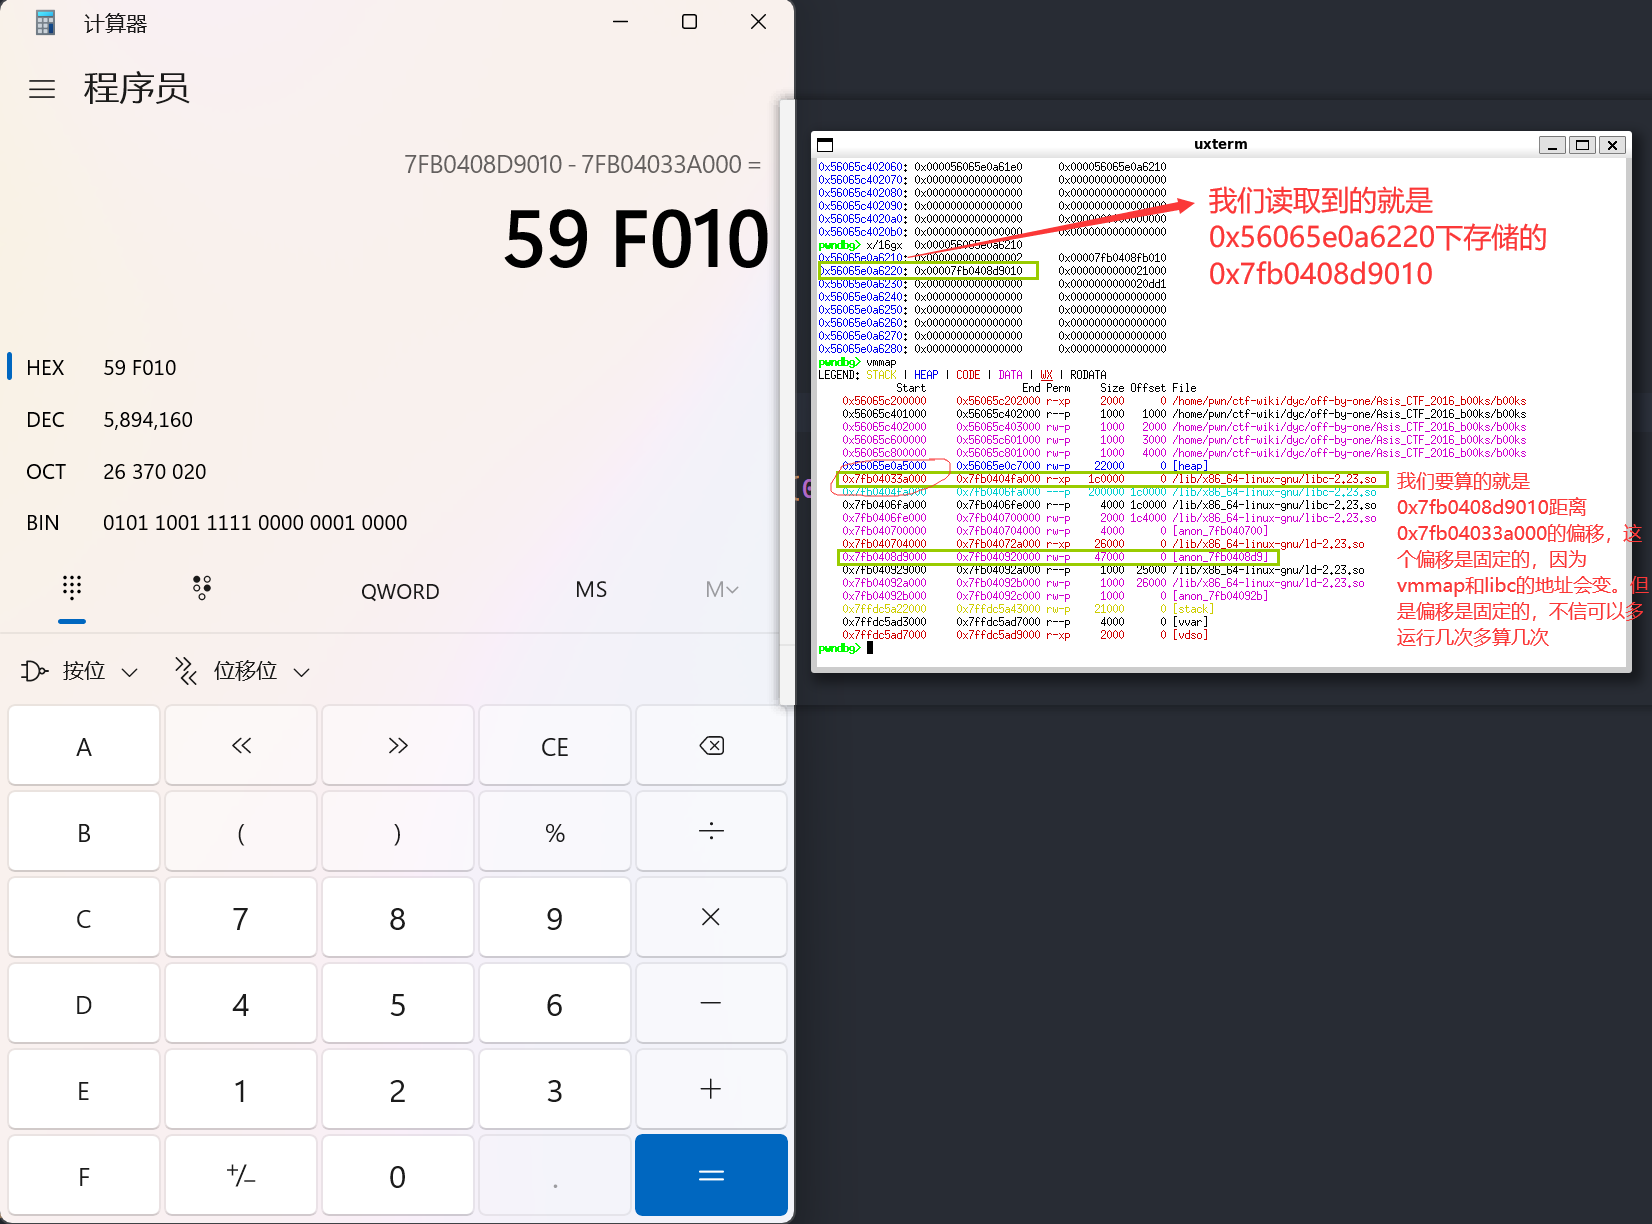 计算器
程序员
7FB0408D9010 - 7FB04033A000 =
59 F010
HEX 59 F010
DEC 5,894,160
OCT 26 370 020
BIN 0101 1001 1111 0000 0001 0000
QWORD MS M
按位 位移位
A « » CE
B ( ) % ÷
C 7 8 9 ×
D 4 5 6 −
E 1 2 3 +
F +/− 0 . =
uxterm
0x56065c402060: 0x000056065e0a61e0 0x000056065e0a6210
0x56065c402070: 0x0000000000000000 0x0000000000000000
0x56065c402080: 0x0000000000000000 0x0000000000000000
0x56065c402090: 0x0000000000000000 0x0000000000000000
0x56065c4020a0: 0x0000000000000000 0x0000000000000000
0x56065c4020b0: 0x0000000000000000 0x0000000000000000
pwndbg> x/16gx 0x000056065e0a6210
0x56065e0a6210: 0x0000000000000002 0x00007fb0408fb010
0x56065e0a6220: 0x00007fb0408d9010 0x0000000000021000
0x56065e0a6230: 0x0000000000000000 0x0000000000020dd1
0x56065e0a6240: 0x0000000000000000 0x0000000000000000
0x56065e0a6250: 0x0000000000000000 0x0000000000000000
0x56065e0a6260: 0x0000000000000000 0x0000000000000000
0x56065e0a6270: 0x0000000000000000 0x0000000000000000
0x56065e0a6280: 0x0000000000000000 0x0000000000000000
pwndbg> vmmap
LEGEND: STACK | HEAP | CODE | DATA | WX | RODATA
Start End Perm Size Offset File
0x56065c200000 0x56065c202000 r-xp 2000 0 /home/pwn/ctf-wiki/dyc/off-by-one/Asis_CTF_2016_b00ks/b00ks
0x56065c401000 0x56065c402000 r--p 1000 1000 /home/pwn/ctf-wiki/dyc/off-by-one/Asis_CTF_2016_b00ks/b00ks
0x56065c402000 0x56065c403000 rw-p 1000 2000 /home/pwn/ctf-wiki/dyc/off-by-one/Asis_CTF_2016_b00ks/b00ks
0x56065c600000 0x56065c601000 rw-p 1000 3000 /home/pwn/ctf-wiki/dyc/off-by-one/Asis_CTF_2016_b00ks/b00ks
0x56065c800000 0x56065c801000 rw-p 1000 4000 /home/pwn/ctf-wiki/dyc/off-by-one/Asis_CTF_2016_b00ks/b00ks
0x56065e0a5000 0x56065e0c7000 rw-p 22000 0 [heap]
0x7fb04033a000 0x7fb0404fa000 r-xp 1c0000 0 /lib/x86_64-linux-gnu/libc-2.23.so
0x7fb0404fa000 0x7fb0406fa000 ---p 200000 1c0000 /lib/x86_64-linux-gnu/libc-2.23.so
0x7fb0406fa000 0x7fb0406fe000 r--p 4000 1c0000 /lib/x86_64-linux-gnu/libc-2.23.so
0x7fb0406fe000 0x7fb040700000 rw-p 2000 1c4000 /lib/x86_64-linux-gnu/libc-2.23.so
0x7fb040700000 0x7fb040704000 rw-p 4000 0 [anon_7fb040700]
0x7fb040704000 0x7fb04072a000 r-xp 26000 0 /lib/x86_64-linux-gnu/ld-2.23.so
0x7fb0408d9000 0x7fb040920000 rw-p 47000 0 [anon_7fb0408d9]
0x7fb040929000 0x7fb04092a000 r--p 1000 25000 /lib/x86_64-linux-gnu/ld-2.23.so
0x7fb04092a000 0x7fb04092b000 rw-p 1000 26000 /lib/x86_64-linux-gnu/ld-2.23.so
0x7fb04092b000 0x7fb04092c000 rw-p 1000 0 [anon_7fb04092b]
0x7ffdc5a22000 0x7ffdc5a43000 rw-p 21000 0 [stack]
0x7ffdc5ad3000 0x7ffdc5ad7000 r--p 4000 0 [vvar]
0x7ffdc5ad7000 0x7ffdc5ad9000 r-xp 2000 0 [vdso]
pwndbg>
我们读取到的就是
0x56065e0a6220下存储的
0x7fb0408d9010
我们要算的就是
0x7fb0408d9010距离
0x7fb04033a000的偏移，这
个偏移是固定的，因为
vmmap和libc的地址会变。但
是偏移是固定的，不信可以多
运行几次多算几次